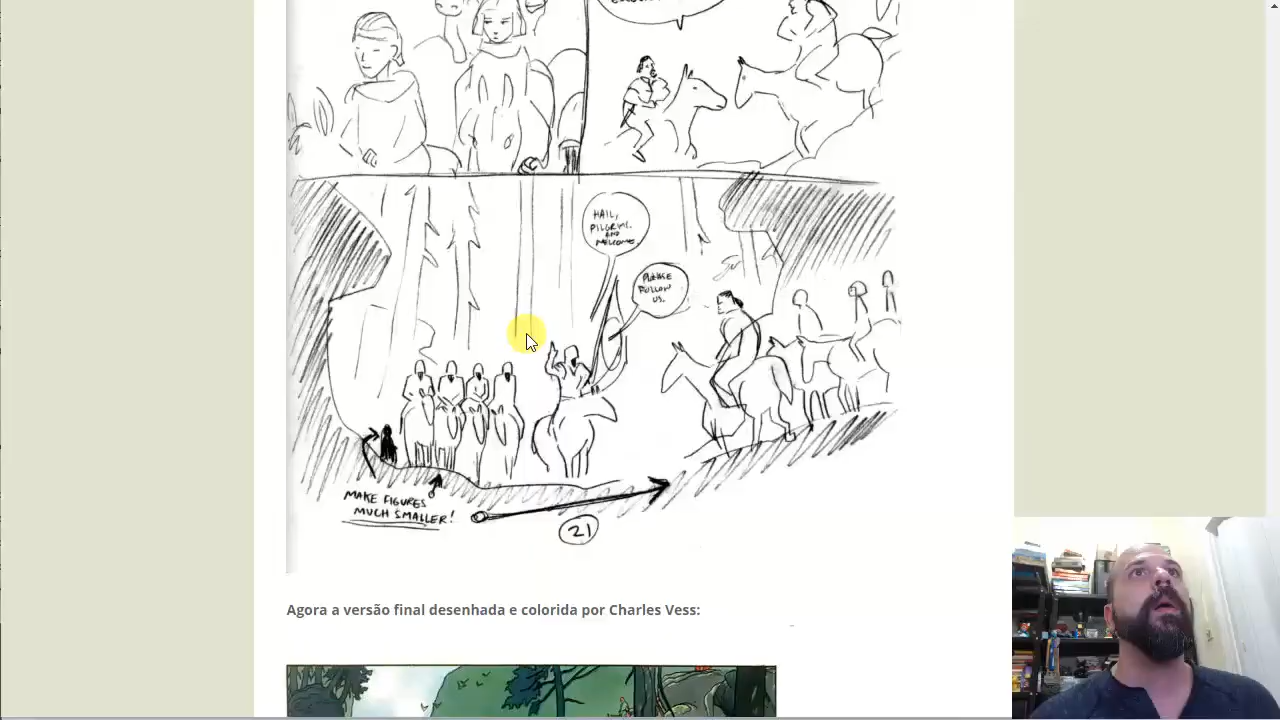 HAIL,
PILGRIM.
AND
WELCOME
PLEASE
FOLLOW
US.
MAKE FIGURES
MUCH SMALLER!
21
Agora a versão final desenhada e colorida por Charles Vess: